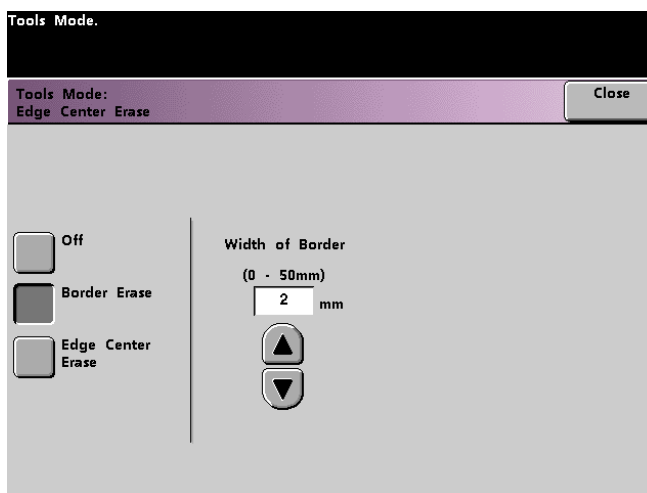 Tools Mode.
Tools Mode:
Edge Center Erase
Close
Off
Border Erase
Edge Center
Erase
Width of Border
(0 - 50mm)
2 mm